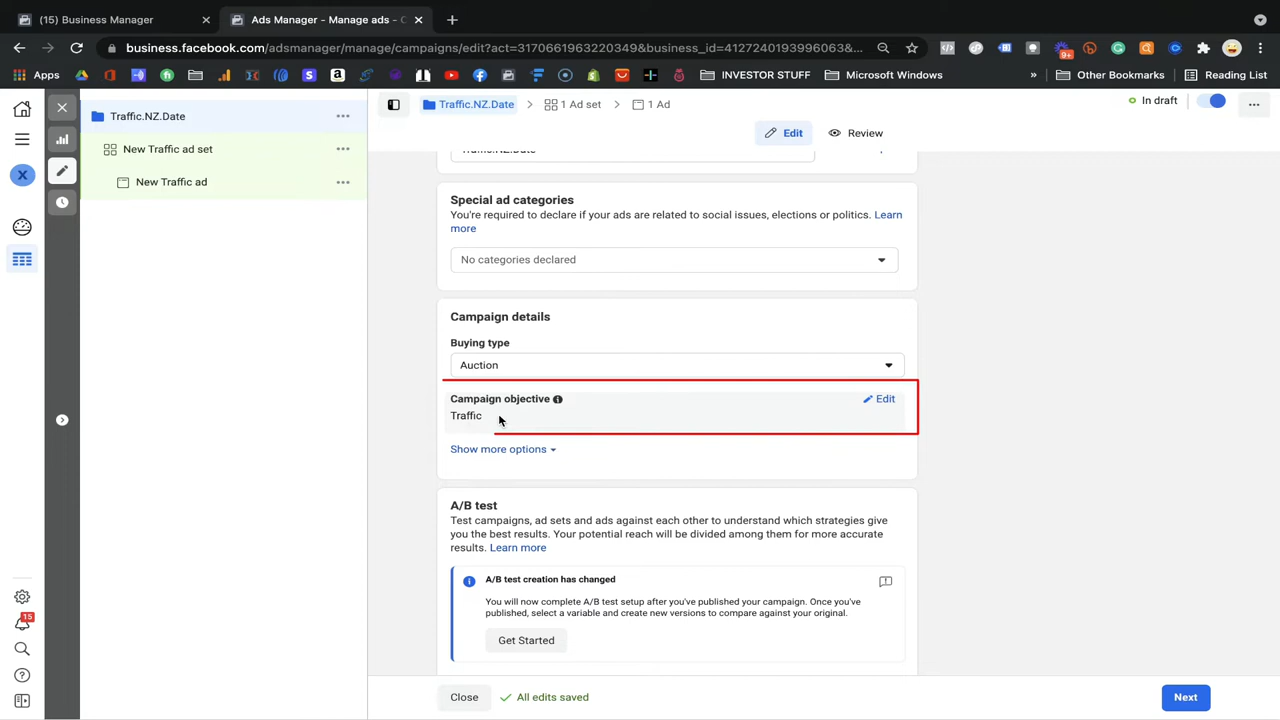 (15) Business Manager
Ads Manager - Manage ads - C
business.facebook.com/adsmanager/manage/campaigns/edit?act=3170661963220349&business_id=4127240193996063&...
Apps
INVESTOR STUFF
Microsoft Windows
»
Other Bookmarks
Reading List
Traffic.NZ.Date
New Traffic ad set
New Traffic ad
X
15
Traffic.NZ.Date
1 Ad set
1 Ad
In draft
Edit
Review
Special ad categories
You're required to declare if your ads are related to social issues, elections or politics. Learn
more
No categories declared
Campaign details
Buying type
Auction
Campaign objective
Edit
Traffic
Show more options
A/B test
Test campaigns, ad sets and ads against each other to understand which strategies give
you the best results. Your potential reach will be divided among them for more accurate
results. Learn more
A/B test creation has changed
You will now complete A/B test setup after you've published your campaign. Once you've
published, select a variable and create new versions to compare against your original.
Get Started
Close
All edits saved
Next